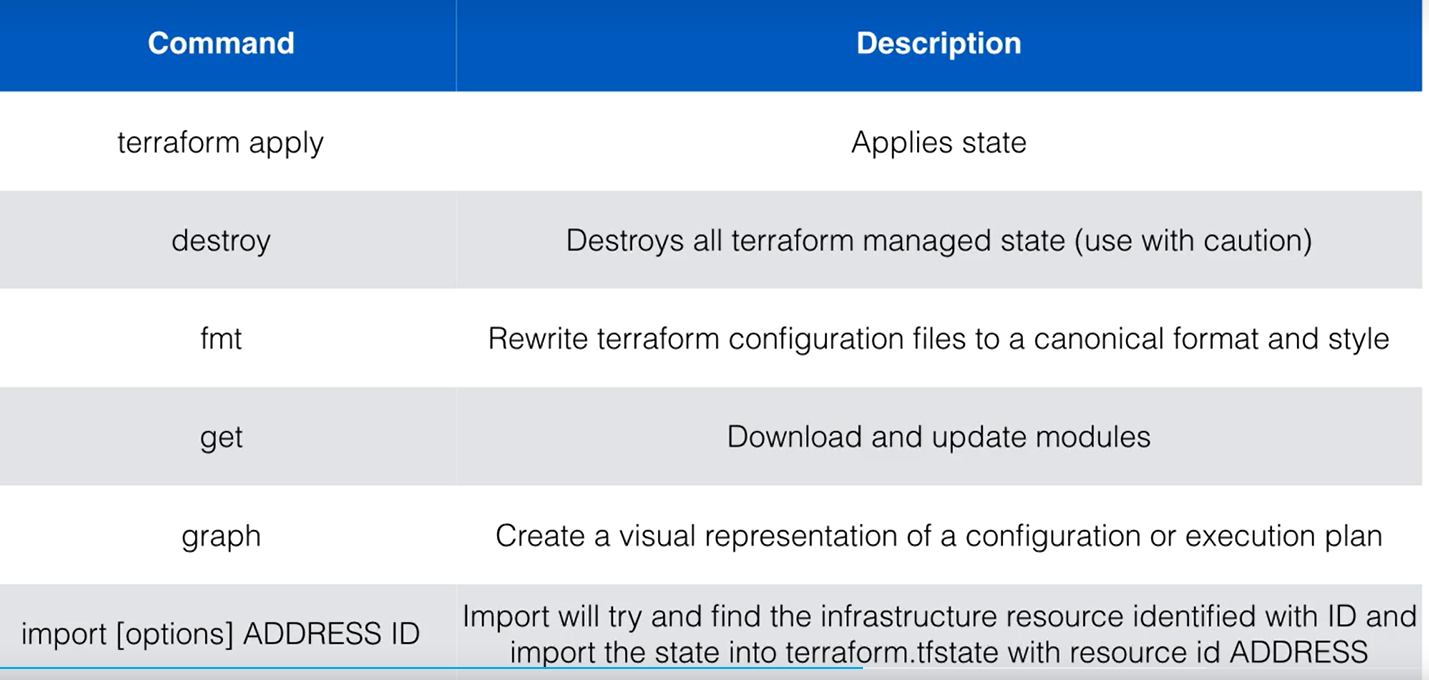 Command
Description
terraform apply
Applies state
destroy
Destroys all terraform managed state (use with caution)
fmt
Rewrite terraform configuration files to a canonical format and style
get
Download and update modules
graph
Create a visual representation of a configuration or execution plan
import [options] ADDRESS ID
Import will try and find the infrastructure resource identified with ID and
import the state into terraform.tfstate with resource id ADDRESS